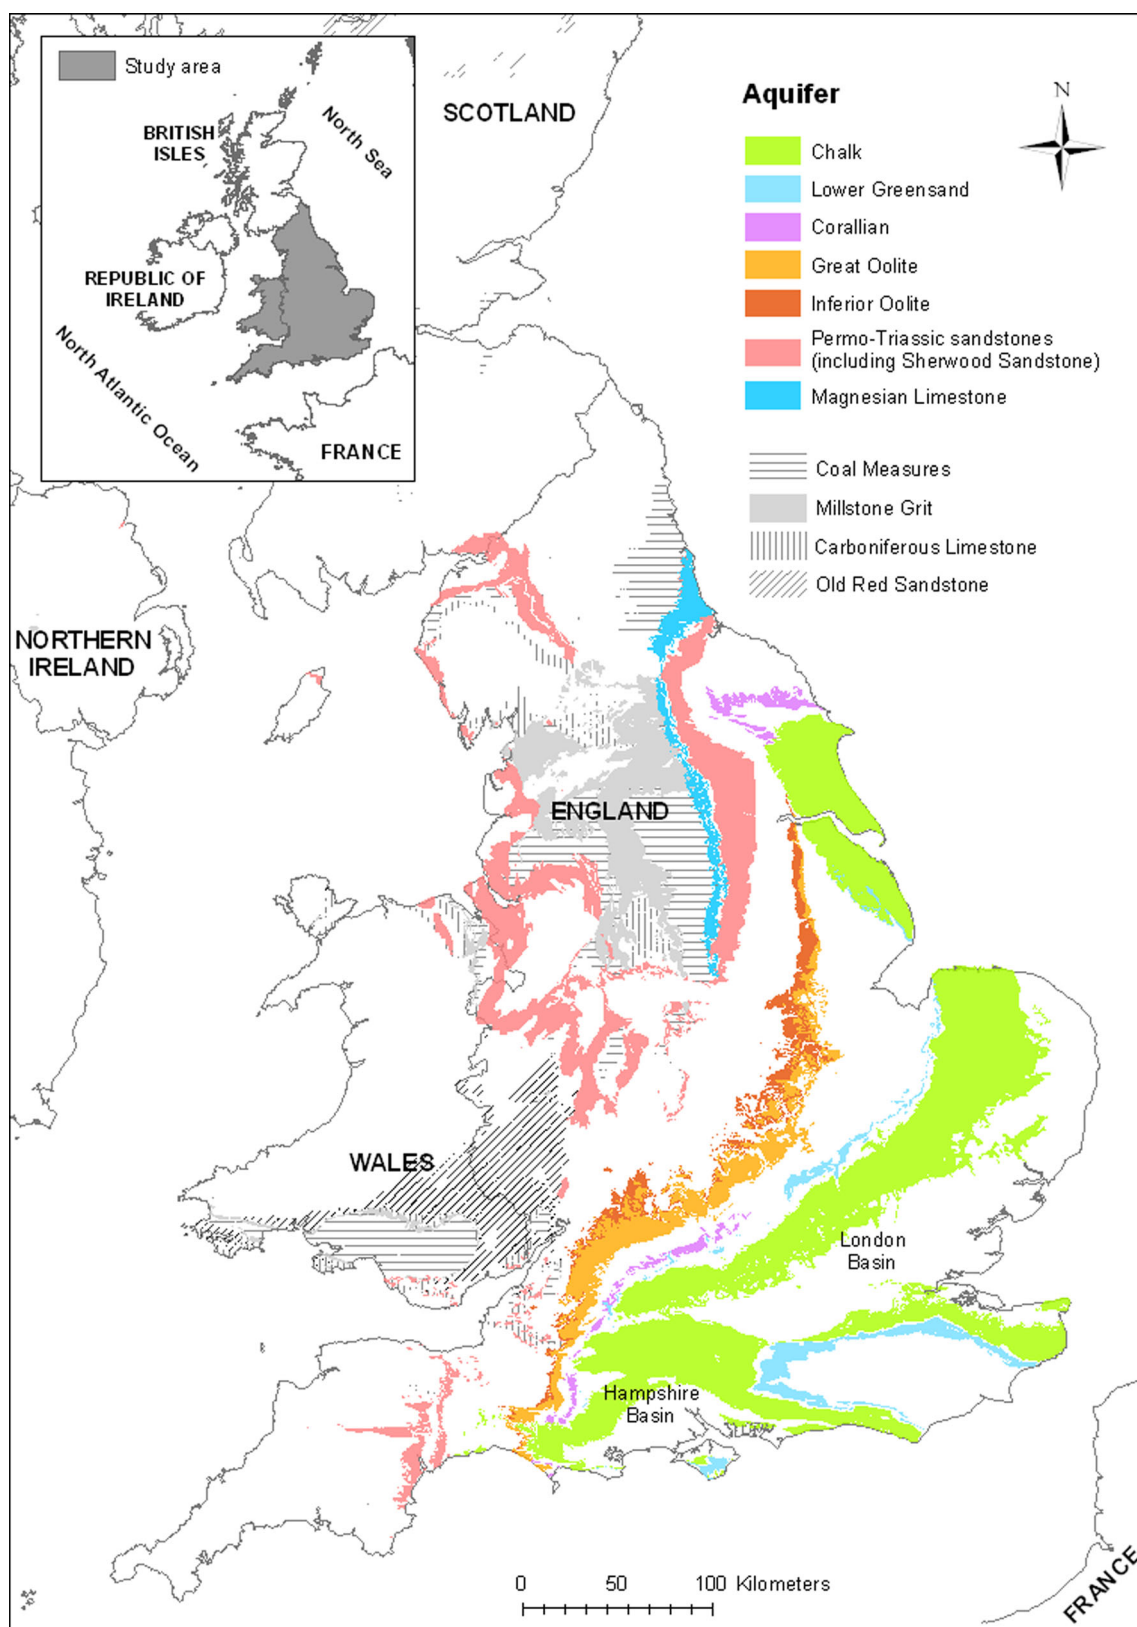 Study area
North Sea
BRITISH
ISLES
REPUBLIC OF
IRELAND
North Atlantic Ocean
FRANCE
SCOTLAND
Aquifer
N
Chalk
Lower Greensand
Corallian
Great Oolite
Inferior Oolite
Permo-Triassic sandstones
(including Sherwood Sandstone)
Magnesian Limestone
Coal Measures
Millstone Grit
Carboniferous Limestone
Old Red Sandstone
NORTHERN
IRELAND
ENGLAND
WALES
London
Basin
Hampshire
Basin
0 50 100 Kilometers
FRANCE